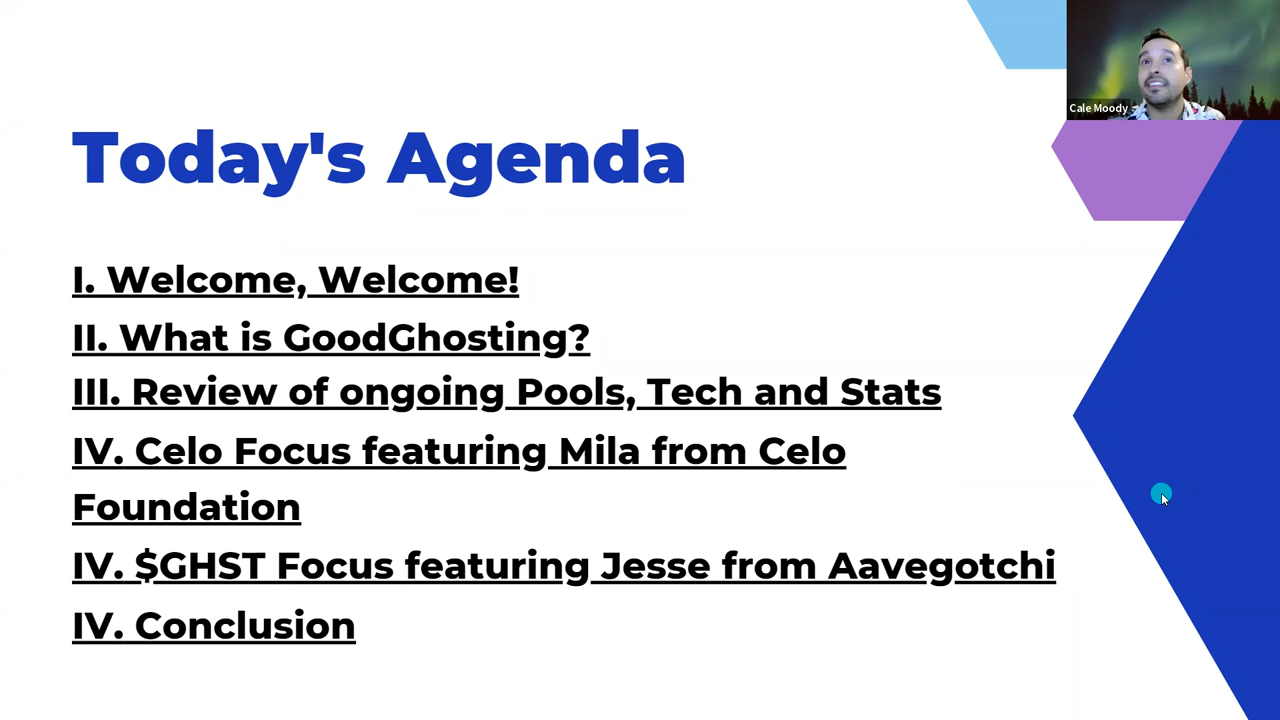 Cale Moody
Today's Agenda
I. Welcome, Welcome!
II. What is GoodGhosting?
III. Review of ongoing Pools, Tech and Stats
IV. Celo Focus featuring Mila from Celo
Foundation
IV. $GHST Focus featuring Jesse from Aavegotchi
IV. Conclusion